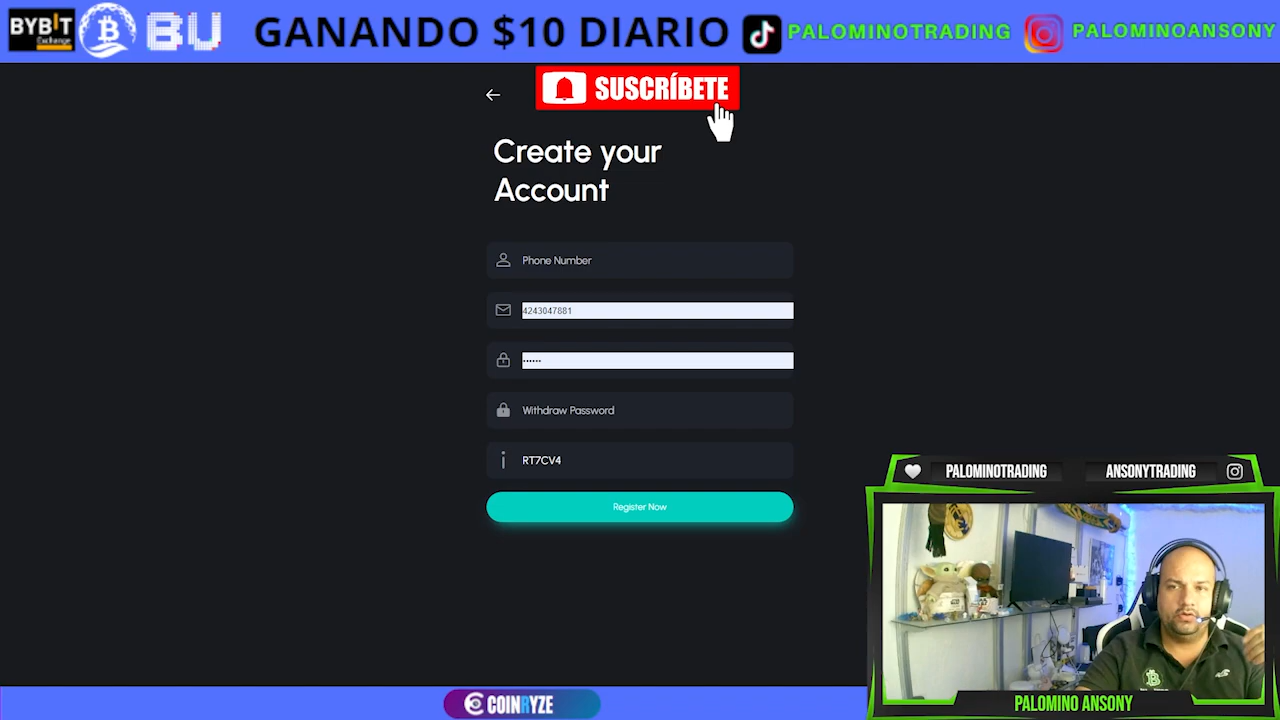 BYBIT
Exchange
BU
GANANDO $10 DIARIO
PALOMINOTRADING
PALOMINOANSONY
SUSCRÍBETE
Create your
Account
Phone Number
4243047881
••••••
Withdraw Password
RT7CV4
Register Now
PALOMINOTRADING
ANSONYTRADING
PALOMINO ANSONY
COINRYZE